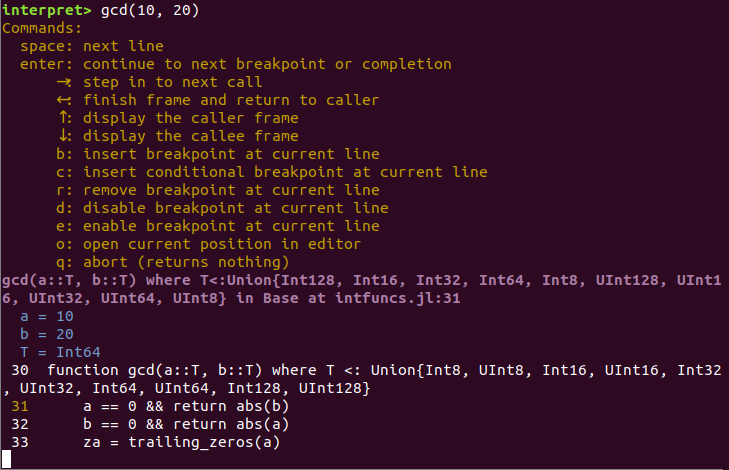 interpret> gcd(10, 20)
Commands:
  space: next line
  enter: continue to next breakpoint or completion
      →: step in to next call
      ←: finish frame and return to caller
      ↑: display the caller frame
      ↓: display the callee frame
      b: insert breakpoint at current line
      c: insert conditional breakpoint at current line
      r: remove breakpoint at current line
      d: disable breakpoint at current line
      e: enable breakpoint at current line
      o: open current position in editor
      q: abort (returns nothing)
gcd(a::T, b::T) where T<:Union{Int128, Int16, Int32, Int64, Int8, UInt128, UInt1
6, UInt32, UInt64, UInt8} in Base at intfuncs.jl:31
  a = 10
  b = 20
  T = Int64
 30  function gcd(a::T, b::T) where T <: Union{Int8, UInt8, Int16, UInt16, Int32
, UInt32, Int64, UInt64, Int128, UInt128}
 31      a == 0 && return abs(b)
 32      b == 0 && return abs(a)
 33      za = trailing_zeros(a)